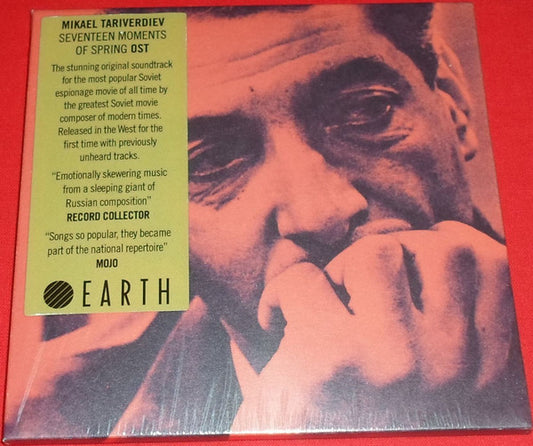 MIKAEL TARIVERDIEV
SEVENTEEN MOMENTS
OF SPRING OST
The stunning original soundtrack
for the most popular Soviet
espionage movie of all time by
the greatest Soviet movie
composer of modern times.
Released in the West for the
first time with previously
unheard tracks.
“Emotionally skewering music
from a sleeping giant of
Russian composition”
RECORD COLLECTOR
“Songs so popular, they became
part of the national repertoire”
MOJO
EARTH